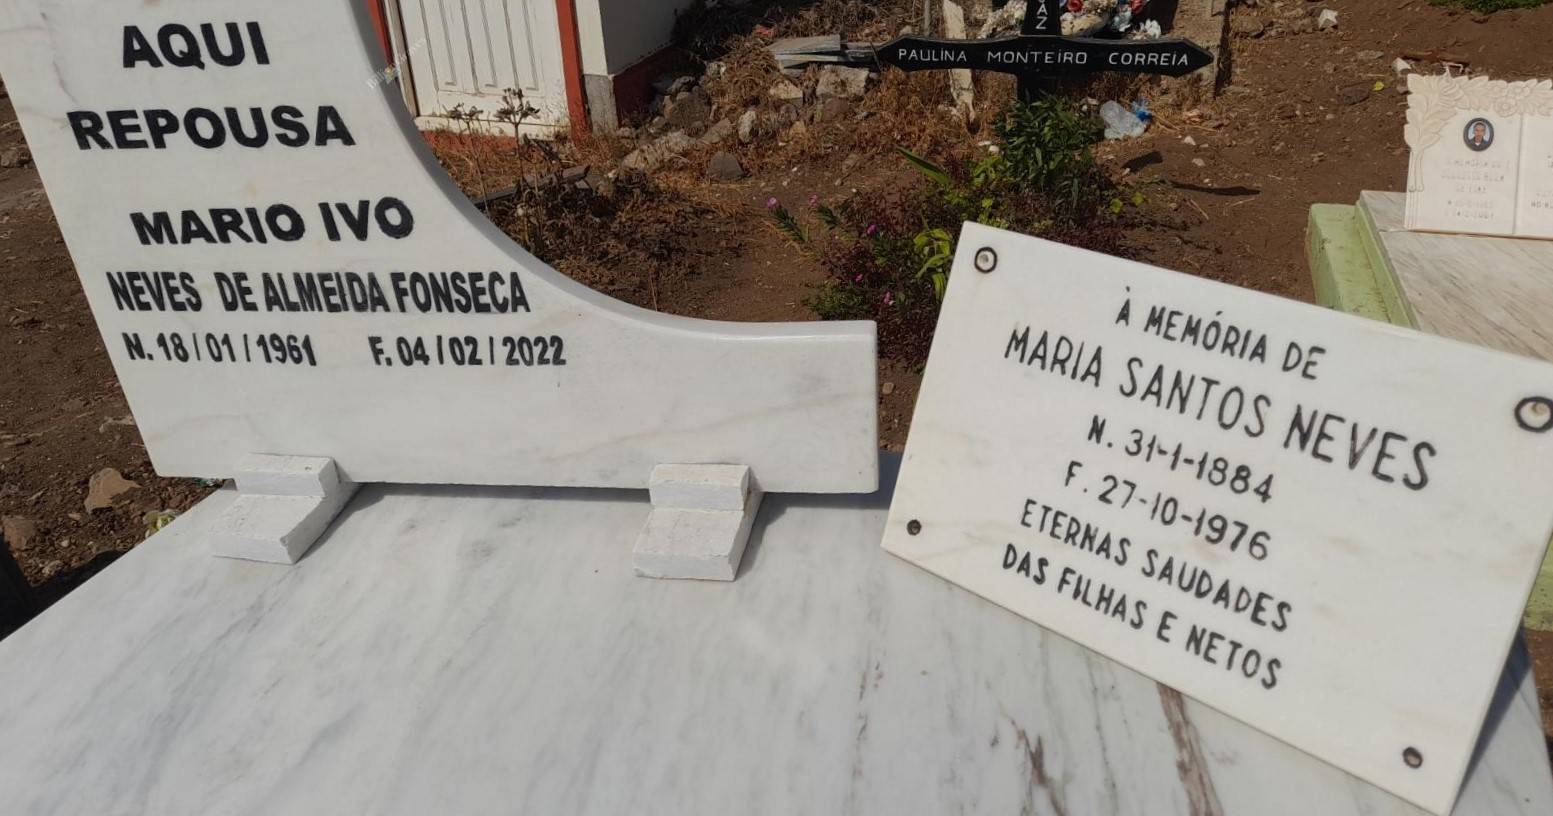 AQUI
REPOUSA
MARIO IVO
NEVES DE ALMEIDA FONSECA
N. 18/01/1961 F. 04/02/2022
PAULINA MONTEIRO CORREIA
À MEMÓRIA DE
MARIA SANTOS NEVES
N. 31-1-1884
F. 27-10-1976
ETERNAS SAUDADES
DAS FILHAS E NETOS